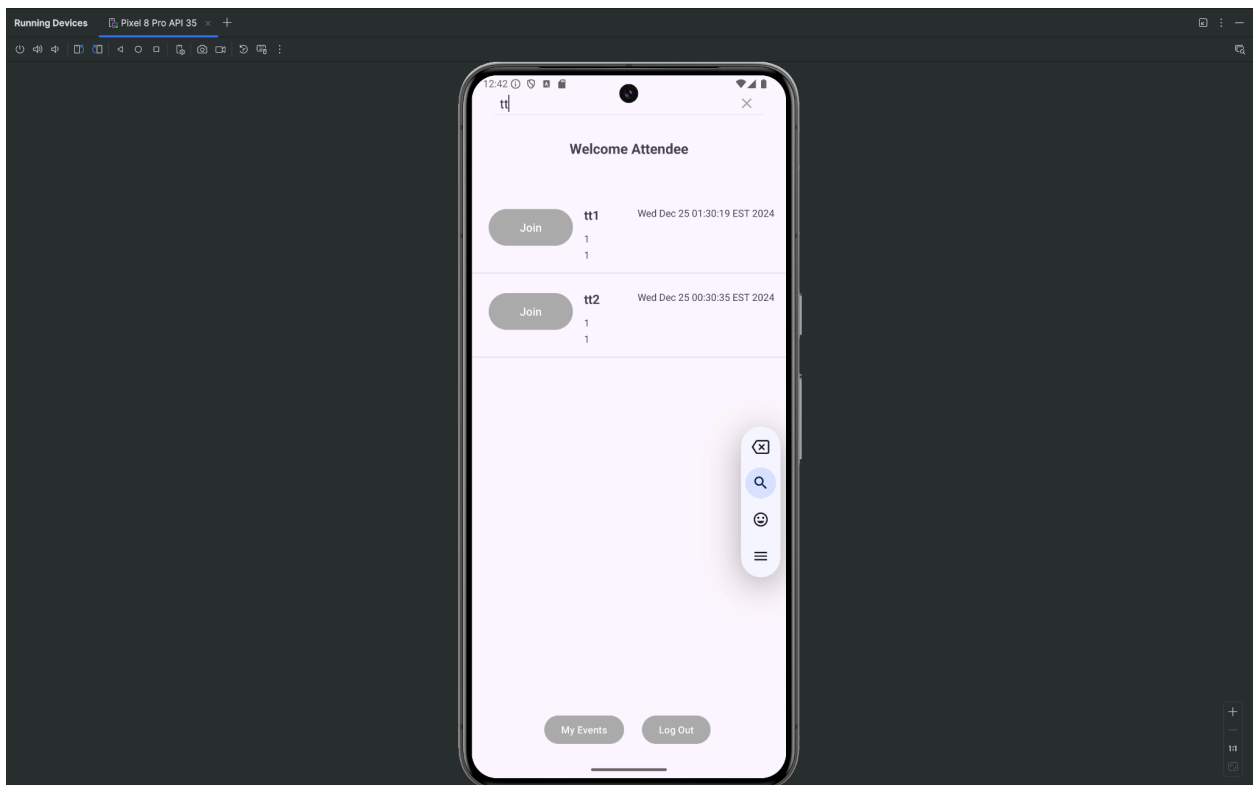 Running Devices
Pixel 8 Pro API 35
12:42
tt
Welcome Attendee
Join
tt1
Wed Dec 25 01:30:19 EST 2024
1
1
Join
tt2
Wed Dec 25 00:30:35 EST 2024
1
1
My Events
Log Out
1:1